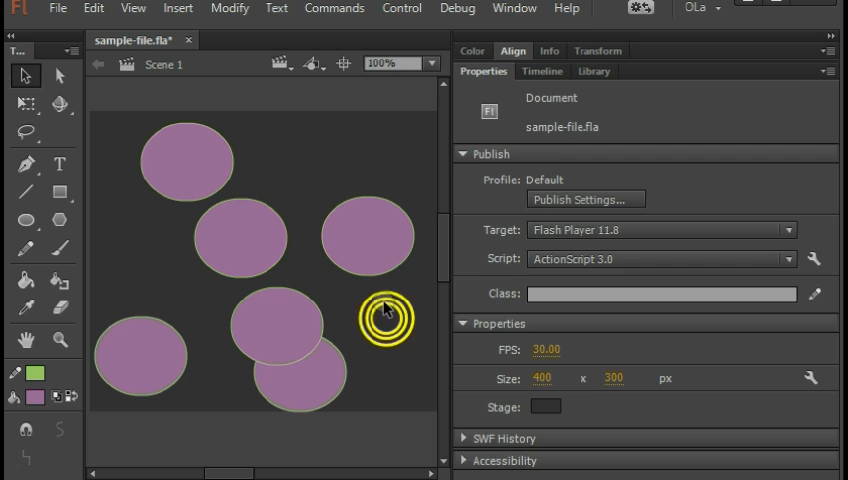 Fl File Edit View Insert Modify Text Commands Control Debug Window Help OLa
T...
sample-file.fla* ×
Scene 1
100%
T
Color Align Info Transform
Properties Timeline Library
Fl
Document
sample-file.fla
Publish
Profile: Default
Publish Settings...
Target: Flash Player 11.8
Script: ActionScript 3.0
Class:
Properties
FPS: 30.00
Size: 400 x 300 px
Stage:
SWF History
Accessibility